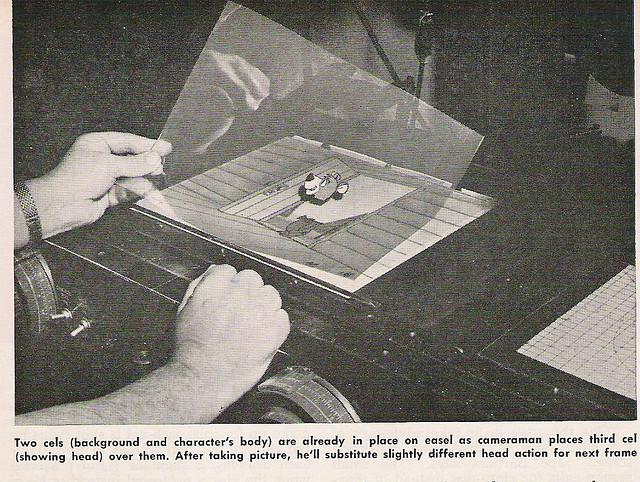 Two cels (background and character's body) are already in place on easel as cameraman places third cel
(showing head) over them. After taking picture, he'll substitute slightly different head action for next frame